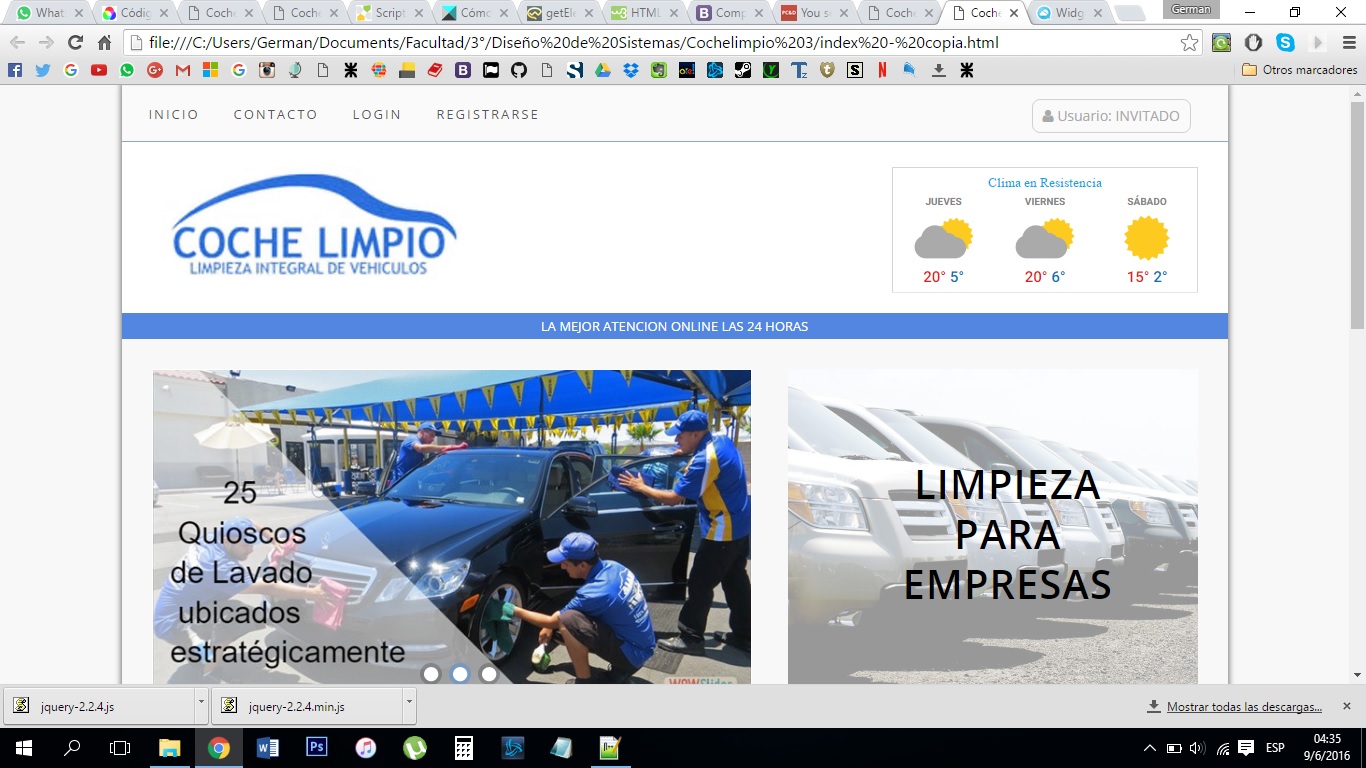 What:
Códig
Coche
Coche
Script
Cómo
getEle
HTML
Comp
You se
Coche
Coche
Widg
German
file:///C:/Users/German/Documents/Facultad/3°/Diseño%20de%20Sistemas/Cochelimpio%203/index%20-%20copia.html
Otros marcadores
INICIO
CONTACTO
LOGIN
REGISTRARSE
Usuario: INVITADO
COCHE LIMPIO
LIMPIEZA INTEGRAL DE VEHICULOS
Clima en Resistencia
JUEVES
VIERNES
SÁBADO
20° 5°
20° 6°
15° 2°
LA MEJOR ATENCION ONLINE LAS 24 HORAS
25
Quioscos
de Lavado
ubicados
estratégicamente
WOWSlider
LIMPIEZA
PARA
EMPRESAS
jquery-2.2.4.js
jquery-2.2.4.min.js
Mostrar todas las descargas...
ESP
04:35
9/6/2016